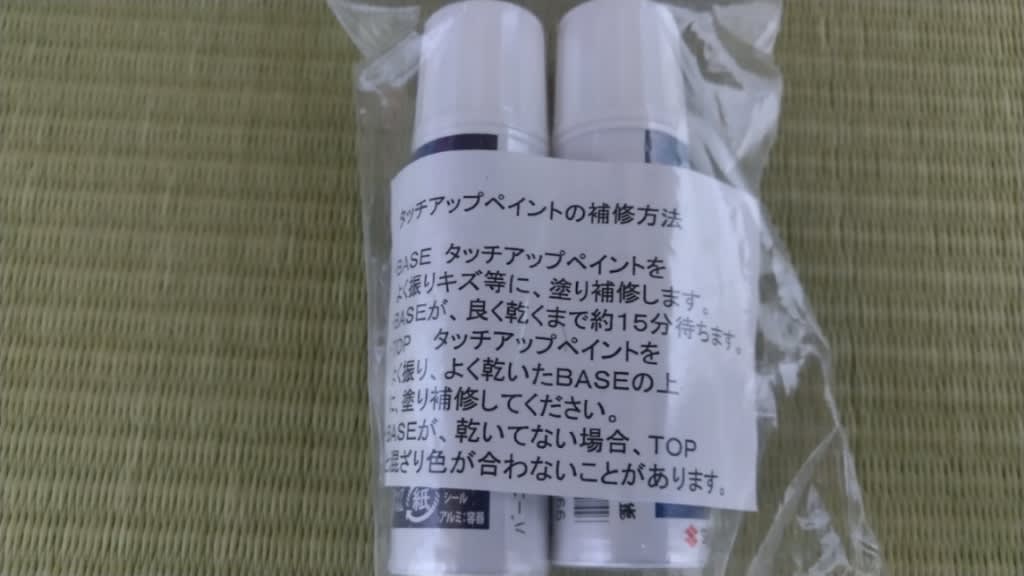 タッチアップペイントの補修方法
BASE タッチアップペイントを
よく振りキズ等に、塗り補修します。
BASEが、良く乾くまで約15分待ちます。
TOP タッチアップペイントを
よく振り、よく乾いたBASEの上
に塗り補修してください。
BASEが、乾いてない場合、TOP
と混ざり色が合わないことがあります。
紙
シール
アルミ:容器
紙